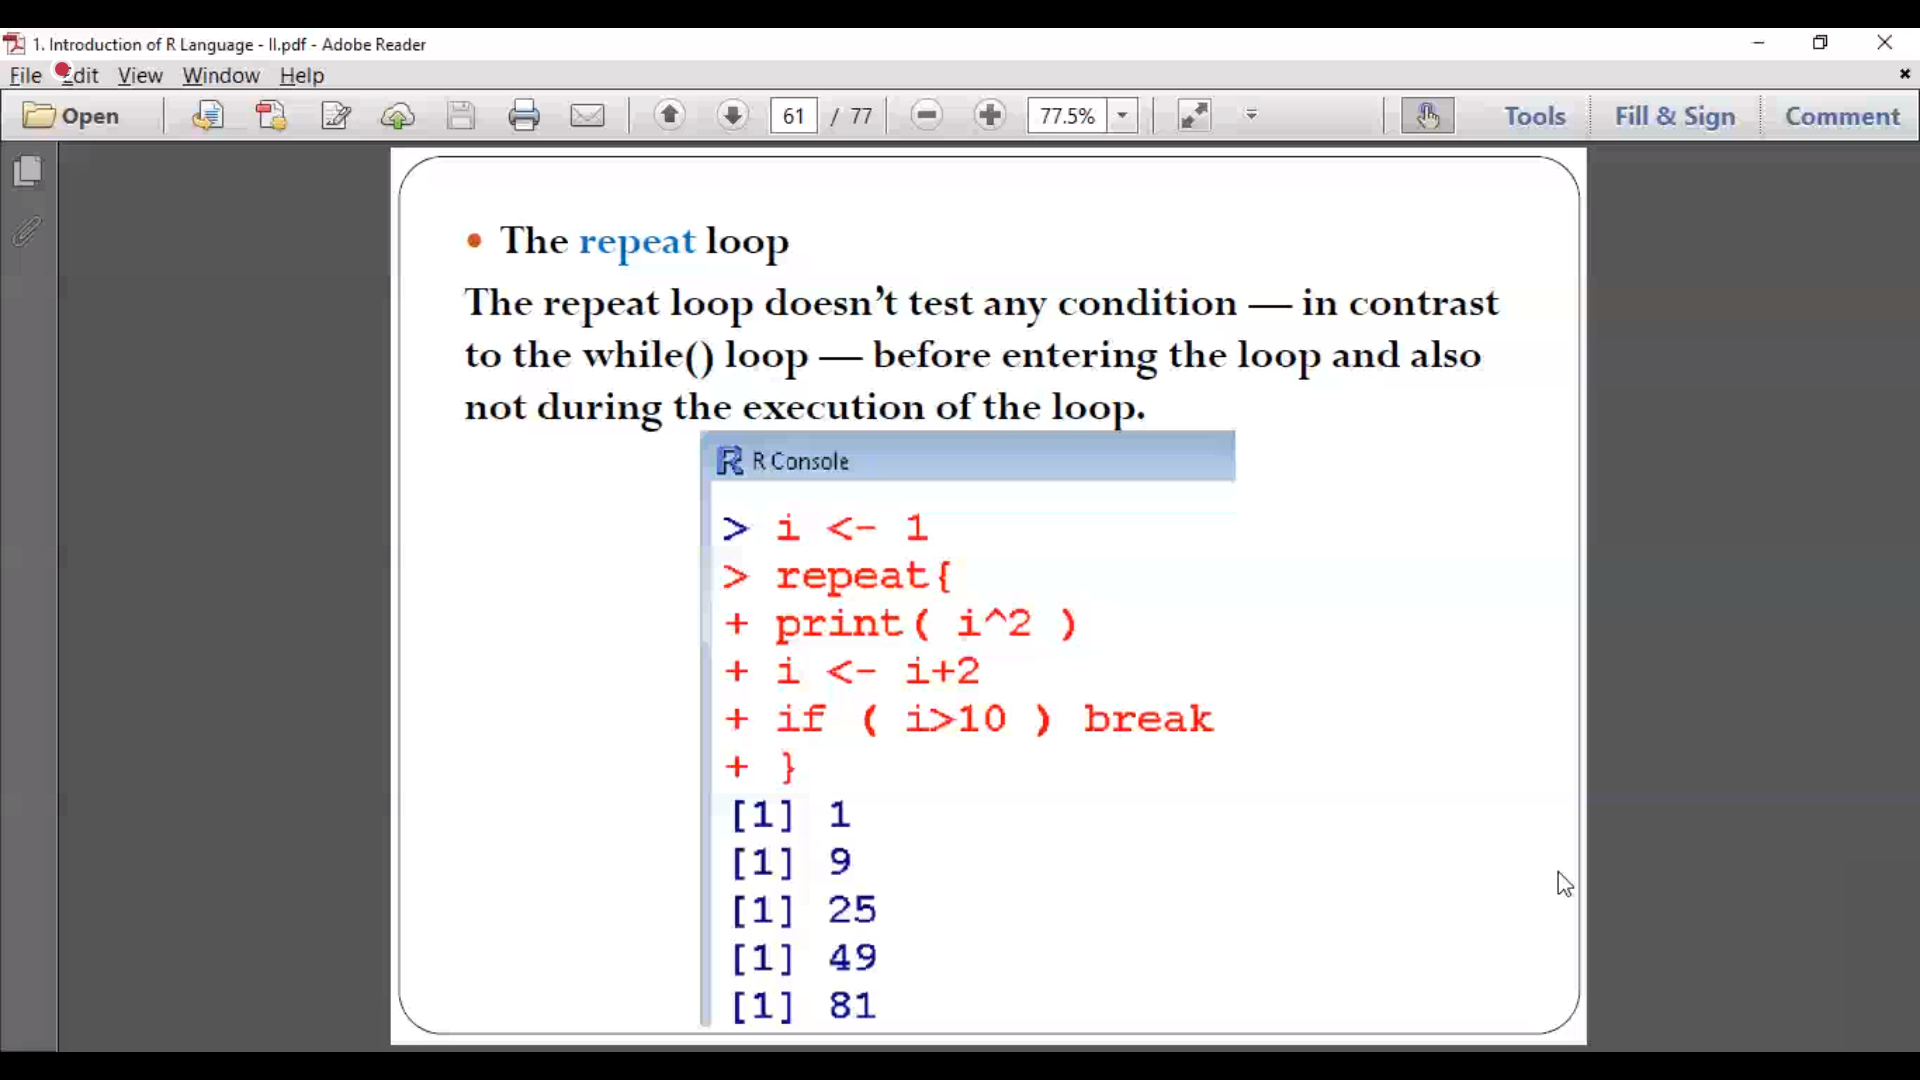 1. Introduction of R Language - II.pdf - Adobe Reader
File Edit View Window Help
Open 61 / 77 77.5% Tools Fill & Sign Comment
• The repeat loop
The repeat loop doesn’t test any condition — in contrast
to the while() loop — before entering the loop and also
not during the execution of the loop.
R Console
> i <- 1
> repeat{
+ print( i^2 )
+ i <- i+2
+ if ( i>10 ) break
+ }
[1] 1
[1] 9
[1] 25
[1] 49
[1] 81